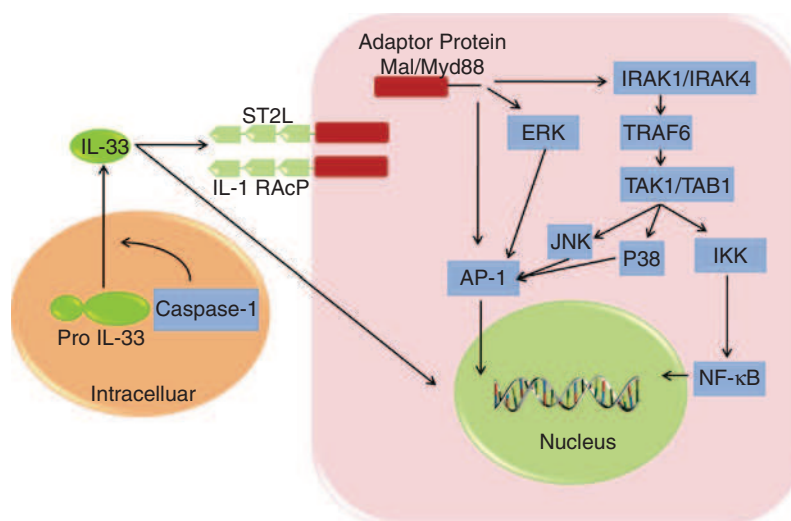 Adaptor Protein
Mal/Myd88
IRAK1/IRAK4
ST2L
ERK
TRAF6
IL-33
IL-1 RAcP
TAK1/TAB1
JNK
P38
IKK
AP-1
Caspase-1
Pro IL-33
Intracelluar
NF-κB
Nucleus